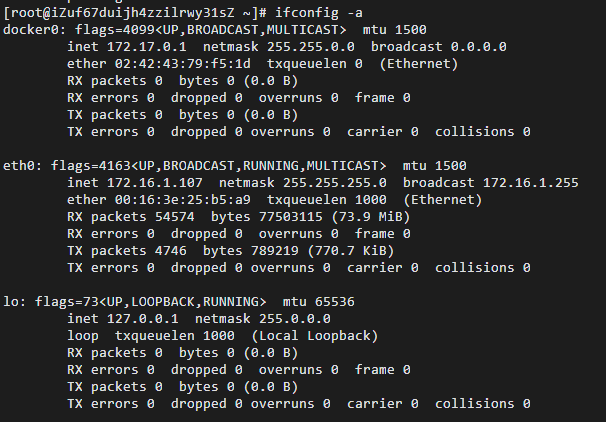 [root@iZuf67duijh4zzilrwy31sZ ~]# ifconfig -a
docker0: flags=4099<UP,BROADCAST,MULTICAST>  mtu 1500
        inet 172.17.0.1  netmask 255.255.0.0  broadcast 0.0.0.0
        ether 02:42:43:79:f5:1d  txqueuelen 0  (Ethernet)
        RX packets 0  bytes 0 (0.0 B)
        RX errors 0  dropped 0  overruns 0  frame 0
        TX packets 0  bytes 0 (0.0 B)
        TX errors 0  dropped 0 overruns 0  carrier 0  collisions 0

eth0: flags=4163<UP,BROADCAST,RUNNING,MULTICAST>  mtu 1500
        inet 172.16.1.107  netmask 255.255.255.0  broadcast 172.16.1.255
        ether 00:16:3e:25:b5:a9  txqueuelen 1000  (Ethernet)
        RX packets 54574  bytes 77503115 (73.9 MiB)
        RX errors 0  dropped 0  overruns 0  frame 0
        TX packets 4746  bytes 789219 (770.7 KiB)
        TX errors 0  dropped 0 overruns 0  carrier 0  collisions 0

lo: flags=73<UP,LOOPBACK,RUNNING>  mtu 65536
        inet 127.0.0.1  netmask 255.0.0.0
        loop  txqueuelen 1000  (Local Loopback)
        RX packets 0  bytes 0 (0.0 B)
        RX errors 0  dropped 0  overruns 0  frame 0
        TX packets 0  bytes 0 (0.0 B)
        TX errors 0  dropped 0 overruns 0  carrier 0  collisions 0